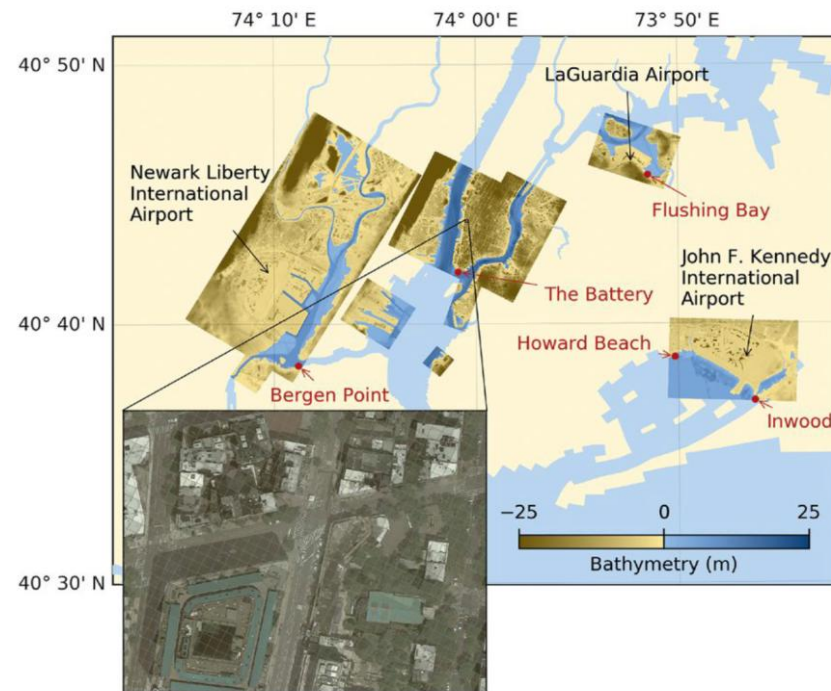 74° 10' W
74° 00' W
73° 50' W
40° 50' N
LaGuardia Airport
Newark Liberty
International
Airport
Flushing Bay
John F. Kennedy
International
Airport
The Battery
40° 40' N
Howard Beach
Bergen Point
Inwood
−25
0
25
Bathymetry (m)
40° 30' N